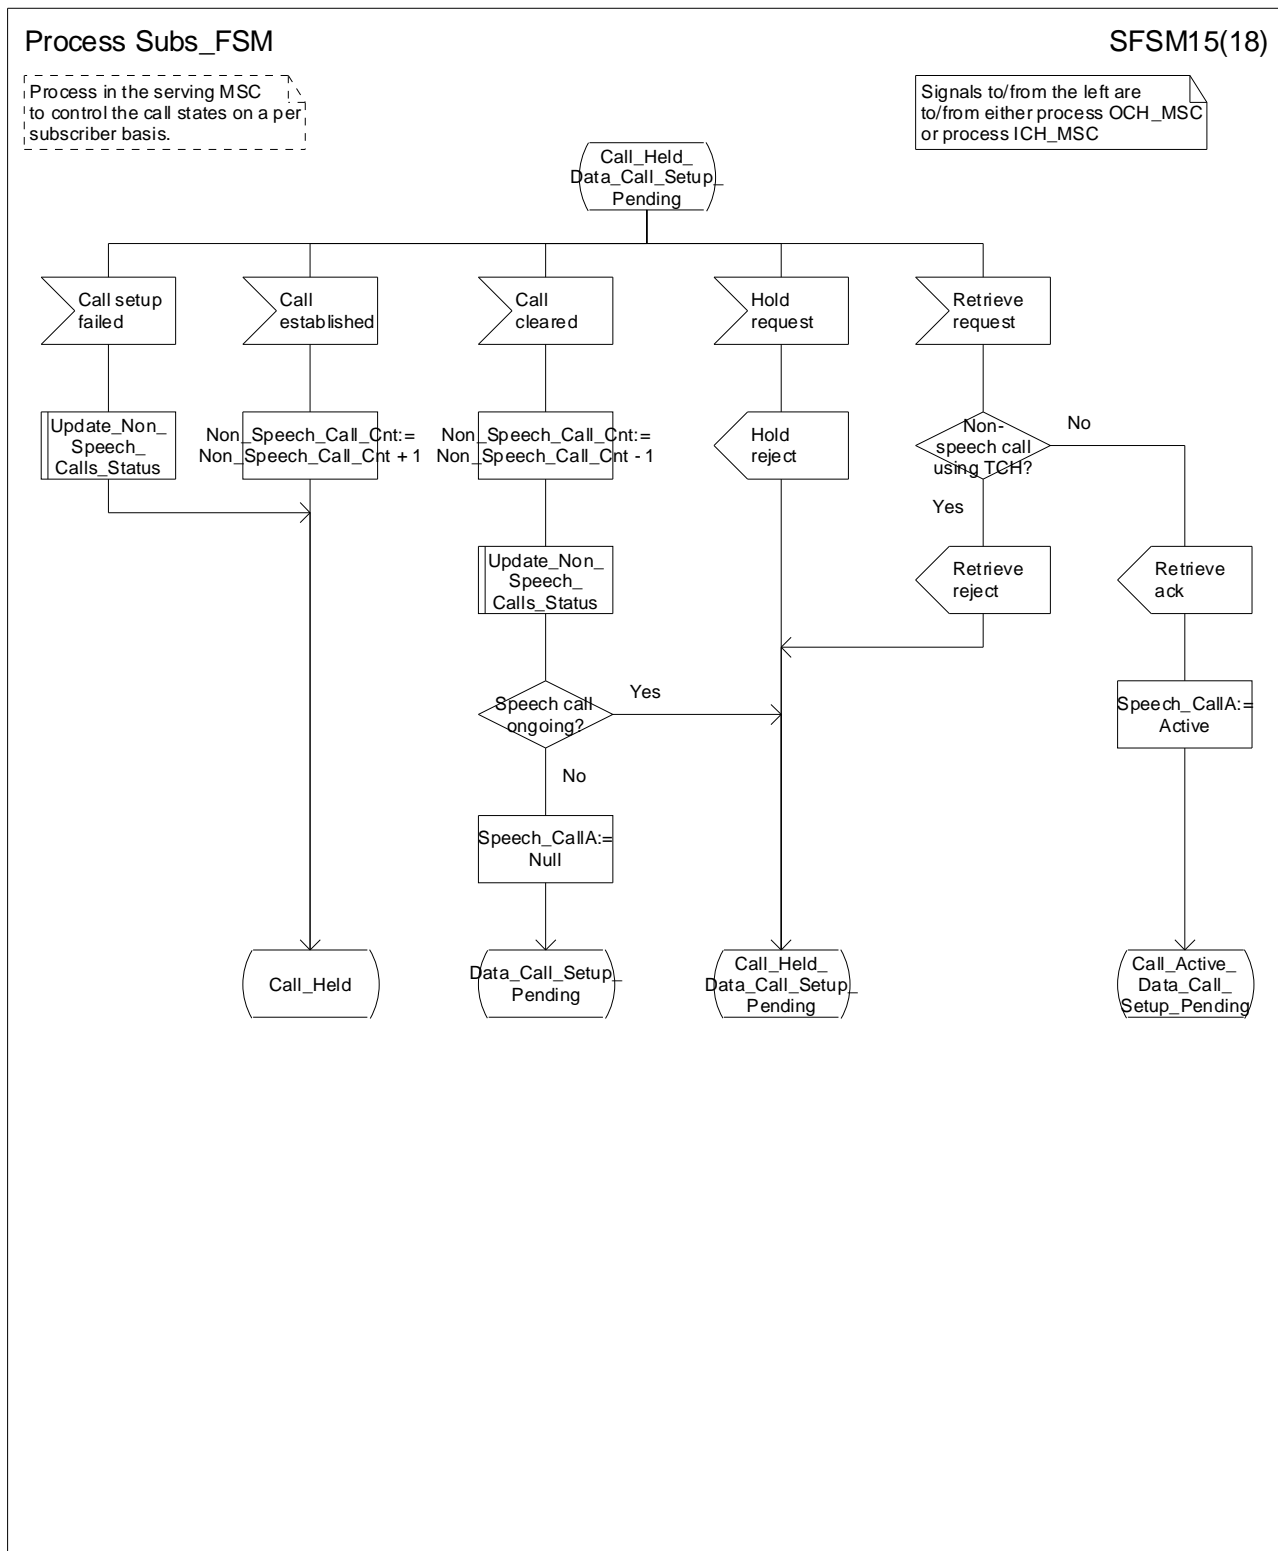 Process Subs_FSM
SFSM15(18)
Process in the serving MSC
to control the call states on a per
subscriber basis.
Signals to/from the left are
to/from either process OCH_MSC
or process ICH_MSC
Call_Held_
Data_Call_Setup_
Pending
Call setup
failed
Call
established
Call
cleared
Hold
request
Retrieve
request
Update_Non_
Speech_
Calls_Status
Non_Speech_Call_Cnt:=
Non_Speech_Call_Cnt + 1
Non_Speech_Call_Cnt:=
Non_Speech_Call_Cnt - 1
Hold
reject
Non-
speech call
using TCH?
No
Yes
Update_Non_
Speech_
Calls_Status
Retrieve
reject
Retrieve
ack
Speech call
ongoing?
Yes
No
Speech_CallA:=
Active
Speech_CallA:=
Null
Call_Held
Data_Call_Setup_
Pending
Call_Held_
Data_Call_Setup_
Pending
Call_Active_
Data_Call_
Setup_Pending